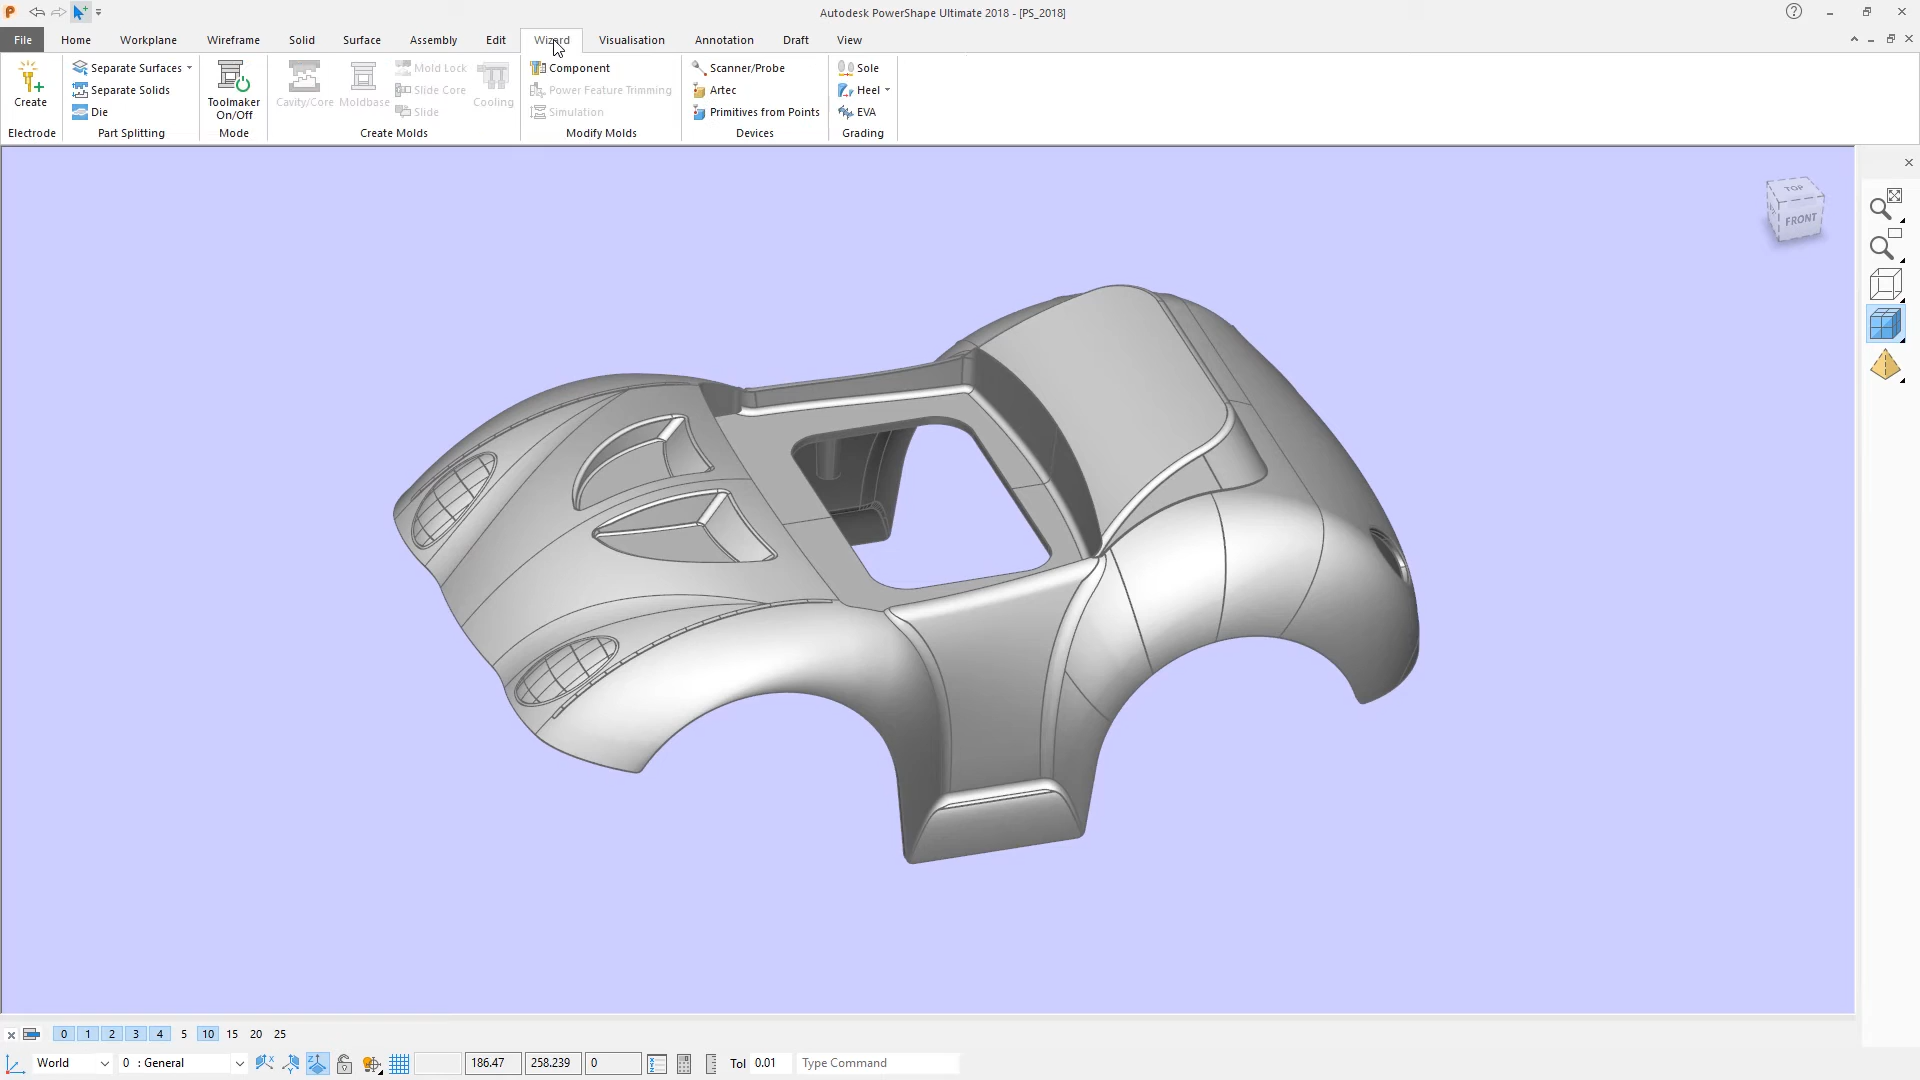 Autodesk PowerShape Ultimate 2018 - [PS_2018]
File Home Workplane Wireframe Solid Surface Assembly Edit Wizard Visualisation Annotation Draft View
Create
Electrode
Separate Surfaces
Separate Solids
Die
Part Splitting
Toolmaker
On/Off
Mode
Cavity/Core
Moldbase
Mold Lock
Slide Core
Slide
Cooling
Create Molds
Component
Power Feature Trimming
Simulation
Modify Molds
Scanner/Probe
Artec
Primitives from Points
Devices
Sole
Heel
EVA
Grading
TOP
FRONT
0 1 2 3 4 5 10 15 20 25
World 0 : General 186.47 258.239 0 Tol 0.01 Type Command